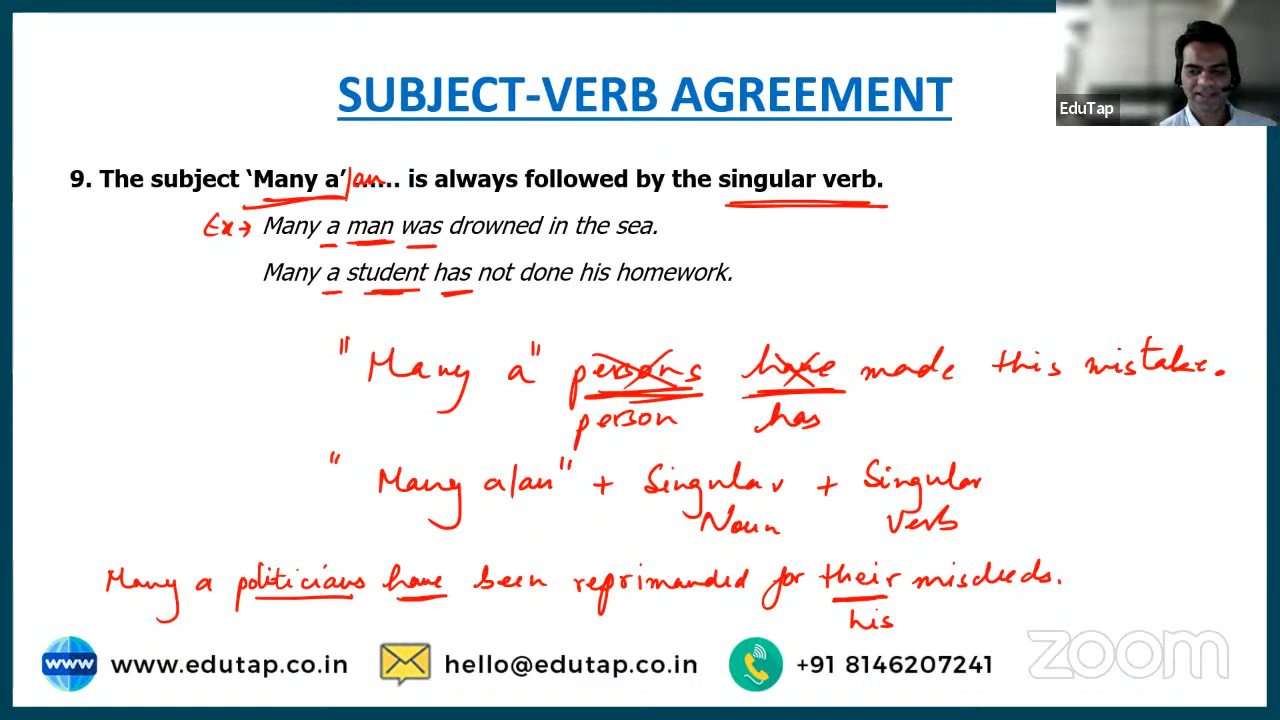 SUBJECT-VERB AGREEMENT
EduTap
9. The subject ‘Many a’/an..... is always followed by the singular verb.
Ex→ Many a man was drowned in the sea.
Many a student has not done his homework.
"Many a" persons have made this mistake.
person has
"Many a/an" + Singular + Singular
Noun Verb
Many a politicians have been reprimanded for their misdeeds.
his
www www.edutap.co.in hello@edutap.co.in +91 8146207241 zoom